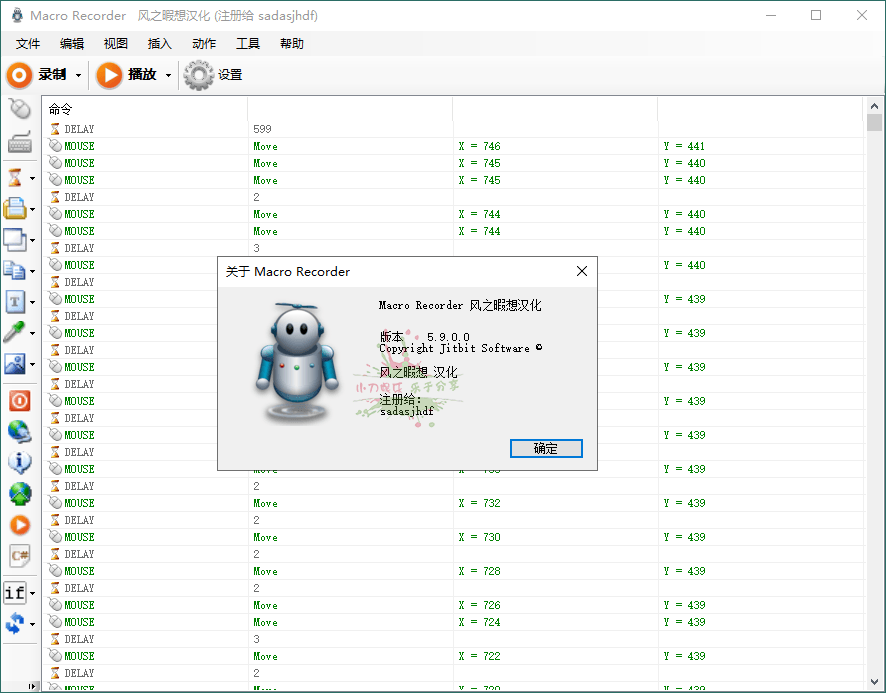 Macro Recorder 风之暇想汉化 (注册给 sadasjhdf)
文件 编辑 视图 插入 动作 工具 帮助
录制 播放 设置
命令
DELAY 599
MOUSE Move X = 746 Y = 441
MOUSE Move X = 745 Y = 440
MOUSE Move X = 745 Y = 440
DELAY 2
MOUSE Move X = 744 Y = 440
MOUSE Move X = 744 Y = 440
DELAY 3
MOUSE Y = 440
DELAY
MOUSE Y = 439
DELAY
MOUSE Y = 439
DELAY
MOUSE Y = 439
DELAY
MOUSE Y = 439
DELAY
MOUSE Y = 439
DELAY
MOUSE Move Y = 439
DELAY 2
MOUSE Move X = 732 Y = 439
DELAY 2
MOUSE Move X = 730 Y = 439
DELAY 2
MOUSE Move X = 728 Y = 439
DELAY 2
MOUSE Move X = 726 Y = 439
MOUSE Move X = 724 Y = 439
DELAY 3
MOUSE Move X = 722 Y = 439
DELAY 2
MOUSE Move X = 720 Y = 439
T
C#
if
关于 Macro Recorder
Macro Recorder 风之暇想汉化
版本 5.9.0.0
Copyright Jitbit Software ©
风之暇想 汉化
小刀娱乐 乐于分享
注册给:
sadasjhdf
确定